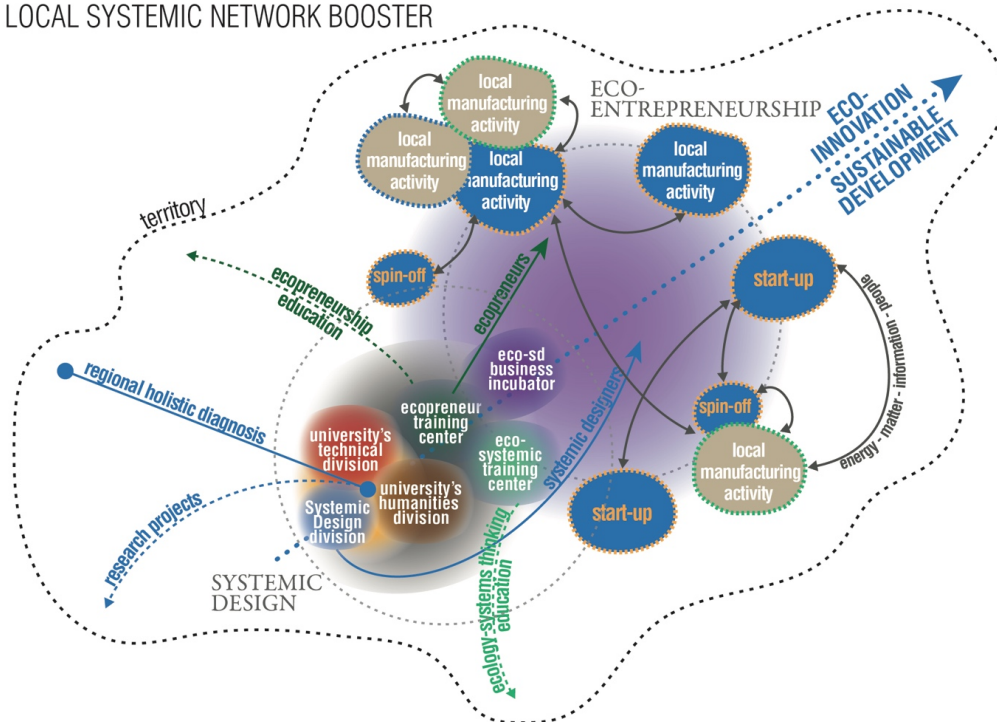 LOCAL SYSTEMIC NETWORK BOOSTER
local
manufacturing
activity
ECO-
ENTREPRENEURSHIP
local
manufacturing
activity
local
manufacturing
activity
local
manufacturing
activity
ECO-
INNOVATION
SUSTAINABLE
DEVELOPMENT
territory
spin-off
start-up
ecopreneurship
education
ecopreneurs
eco-sd
business
incubator
energy - matter - information - people
regional holistic diagnosis
ecopreneur
training
center
systemic designers
spin-off
university's
technical
division
eco-
systemic
training
center
local
manufacturing
activity
university's
humanities
division
Systemic
Design
division
start-up
research projects
SYSTEMIC
DESIGN
ecology-systems thinking
education